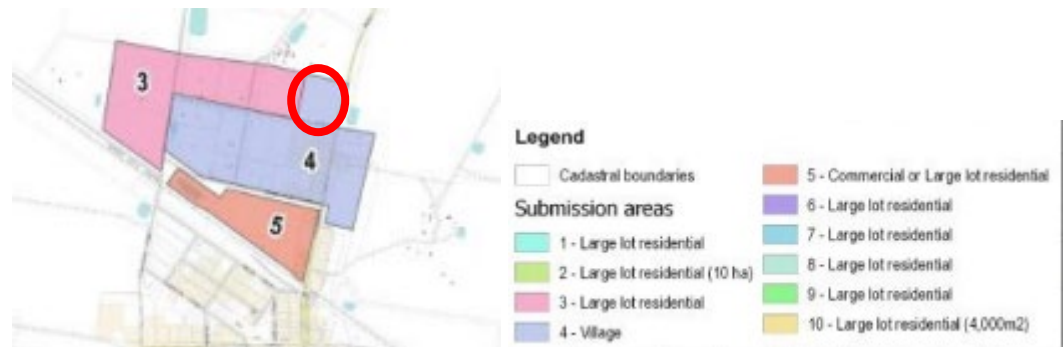 3
4
5
Legend
Cadastral boundaries
Submission areas
1 - Large lot residential
2 - Large lot residential (10 ha)
3 - Large lot residential
4 - Village
5 - Commercial or Large lot residential
6 - Large lot residential
7 - Large lot residential
8 - Large lot residential
9 - Large lot residential
10 - Large lot residential (4,000m2)